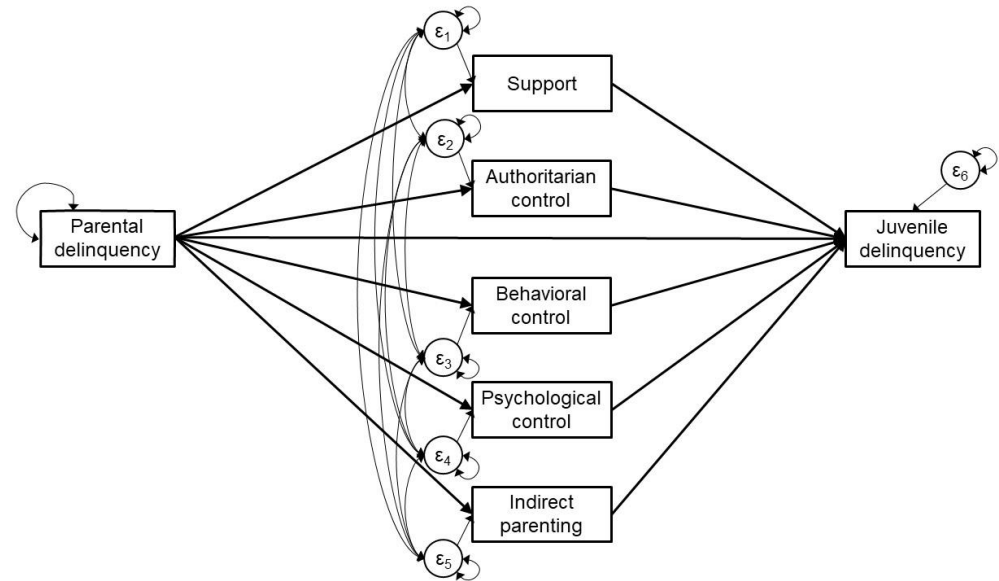 ε1
Support
ε2
Authoritarian
control
ε6
Parental
delinquency
Juvenile
delinquency
Behavioral
control
ε3
Psychological
control
ε4
Indirect
parenting
ε5